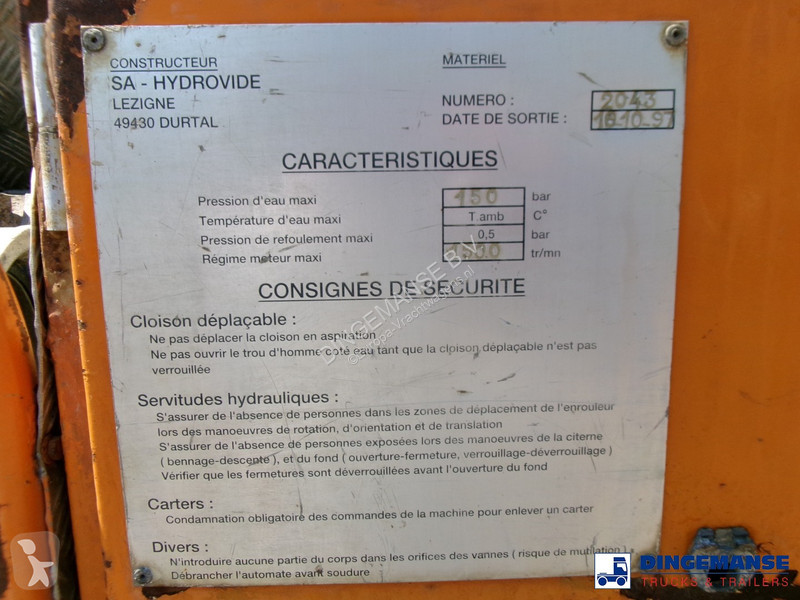 CONSTRUCTEUR
SA - HYDROVIDE
LEZIGNE
49430 DURTAL
MATERIEL
NUMERO : 2043
DATE DE SORTIE : 10-10-97
CARACTERISTIQUES
Pression d'eau maxi 150 bar
Température d'eau maxi T.amb C°
Pression de refoulement maxi 0,5 bar
Régime moteur maxi tr/mn
CONSIGNES DE SECURITE
Cloison déplaçable :
Ne pas déplacer la cloison en aspiration
Ne pas ouvrir le trou d'homme coté eau tant que la cloison déplaçable n'est pas
verrouillée
Servitudes hydrauliques :
S'assurer de l'absence de personnes dans les zones de déplacement de l'enrouleur
lors des manoeuvres de rotation, d'orientation et de translation
S'assurer de l'absence de personnes exposées lors des manoeuvres de la citerne
( bennage-descente ), et du fond ( ouverture-fermeture, verrouillage-déverrouillage )
Vérifier que les fermetures sont déverrouillées avant l'ouverture du fond
Carters :
Condamnation obligatoire des commandes de la machine pour enlever un carter
Divers :
N'introduire aucune partie du corps dans les orifices des vannes ( risque de mutilation )
Débrancher l'automate avant soudure
DINGEMANSE B.V.
DINGEMANSE
TRUCKS & TRAILERS